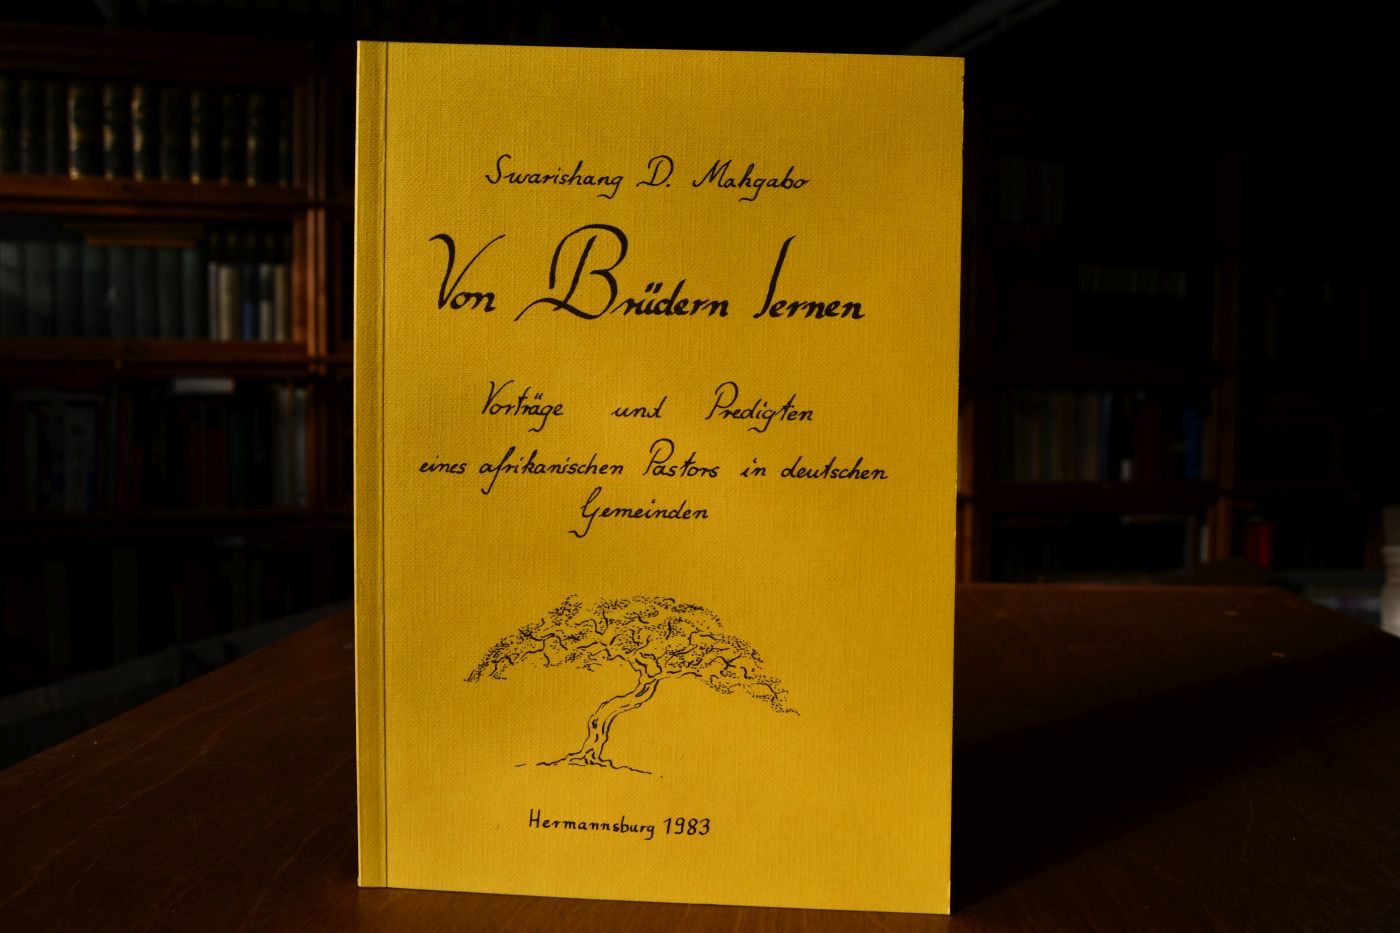 Swarishang D. Mahgabo
Von Brüdern lernen
Vorträge und Predigten
eines afrikanischen Pastors in deutschen
Gemeinden
Hermannsburg 1983